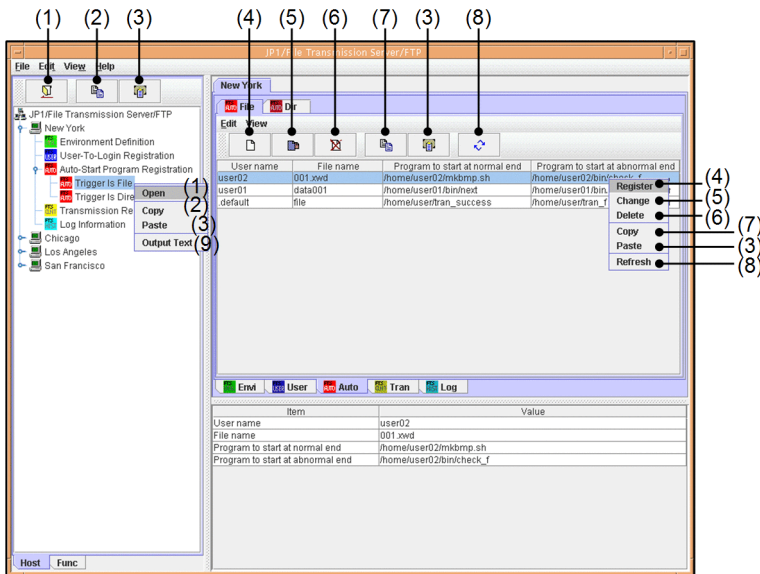 (1) (2) (3) (4) (5) (6) (7) (3) (8)
JP1/File Transmission Server/FTP
File Edit View Help
New York
File Dir
Edit View
JP1/File Transmission Server/FTP
New York
Environment Definition
User-To-Login Registration
Auto-Start Program Registration
Trigger Is File
Trigger Is Dire
Transmission Re
Log Information
Chicago
Los Angeles
San Francisco
Open (1)
Copy (2)
Paste (3)
Output Text (9)
User name File name Program to start at normal end Program to start at abnormal end
user02 001.xwd /home/user02/mkbmp.sh /home/user02/bin/check_f
user01 data001 /home/user01/bin/next /home/user01/bin.
.default file /home/user/tran_success /home/user/tran_f
Register (4)
Change (5)
Delete (6)
Copy (7)
Paste (3)
Refresh (8)
Envi User Auto Tran Log
Item Value
User name user02
File name 001.xwd
Program to start at normal end /home/user02/mkbmp.sh
Program to start at abnormal end /home/user02/bin/check_f
Host Func